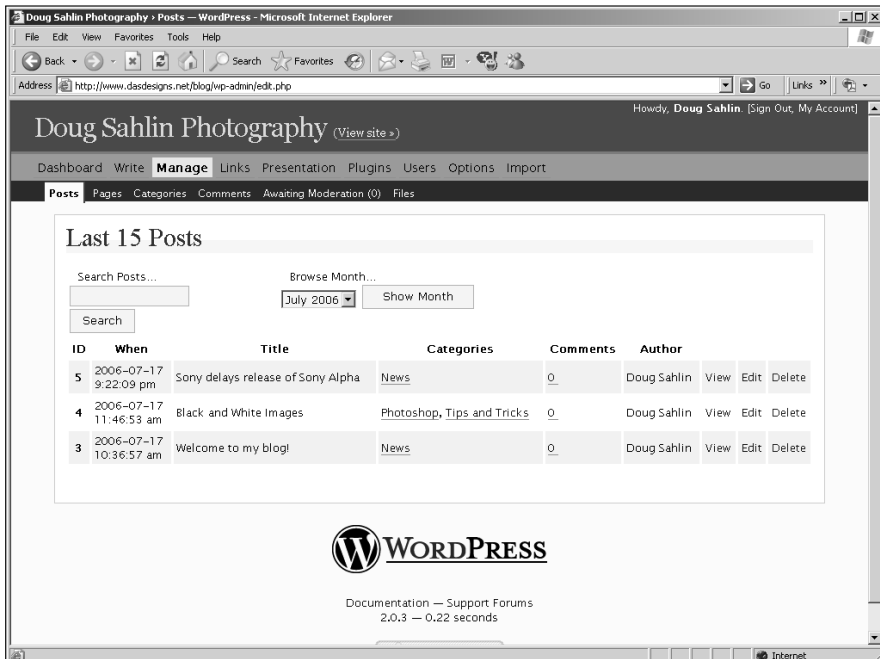 Doug Sahlin Photography › Posts — WordPress - Microsoft Internet Explorer
File Edit View Favorites Tools Help
Back Search Favorites
Address http://www.dasdesigns.net/blog/wp-admin/edit.php Go Links »
Howdy, Doug Sahlin. [Sign Out, My Account]
Doug Sahlin Photography (View site »)
Dashboard Write Manage Links Presentation Plugins Users Options Import
Posts Pages Categories Comments Awaiting Moderation (0) Files
Last 15 Posts
Search Posts... Browse Month...
July 2006 Show Month
Search
ID When Title Categories Comments Author
5 2006-07-17 9:22:09 pm Sony delays release of Sony Alpha News 0 Doug Sahlin View Edit Delete
4 2006-07-17 11:46:53 am Black and White Images Photoshop, Tips and Tricks 0 Doug Sahlin View Edit Delete
3 2006-07-17 10:36:57 am Welcome to my blog! News 0 Doug Sahlin View Edit Delete
WORDPRESS
Documentation — Support Forums
2.0.3 — 0.22 seconds
Internet